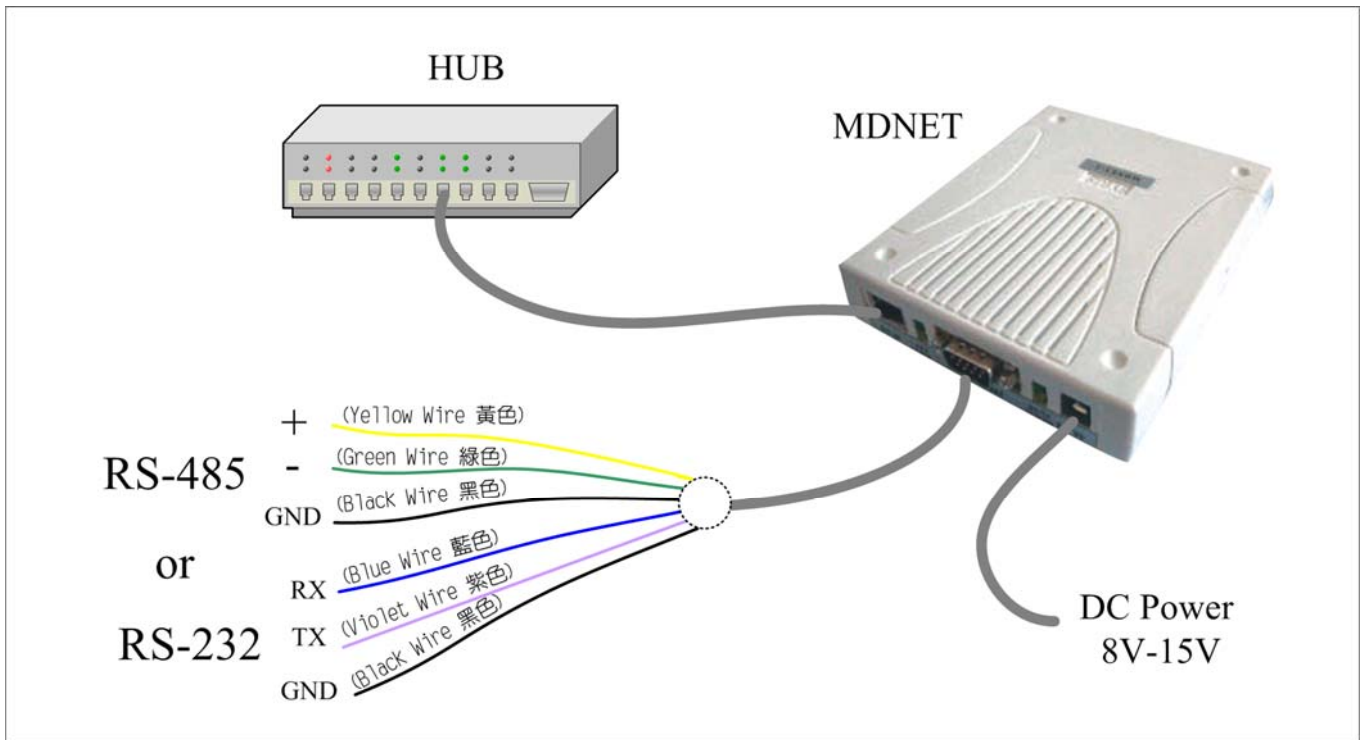 HUB
MDNET
+ (Yellow Wire 黃色)
RS-485 - (Green Wire 綠色)
GND (Black Wire 黑色)
or
RX (Blue Wire 藍色)
RS-232 TX (Violet Wire 紫色)
GND (Black Wire 黑色)
DC Power
8V-15V